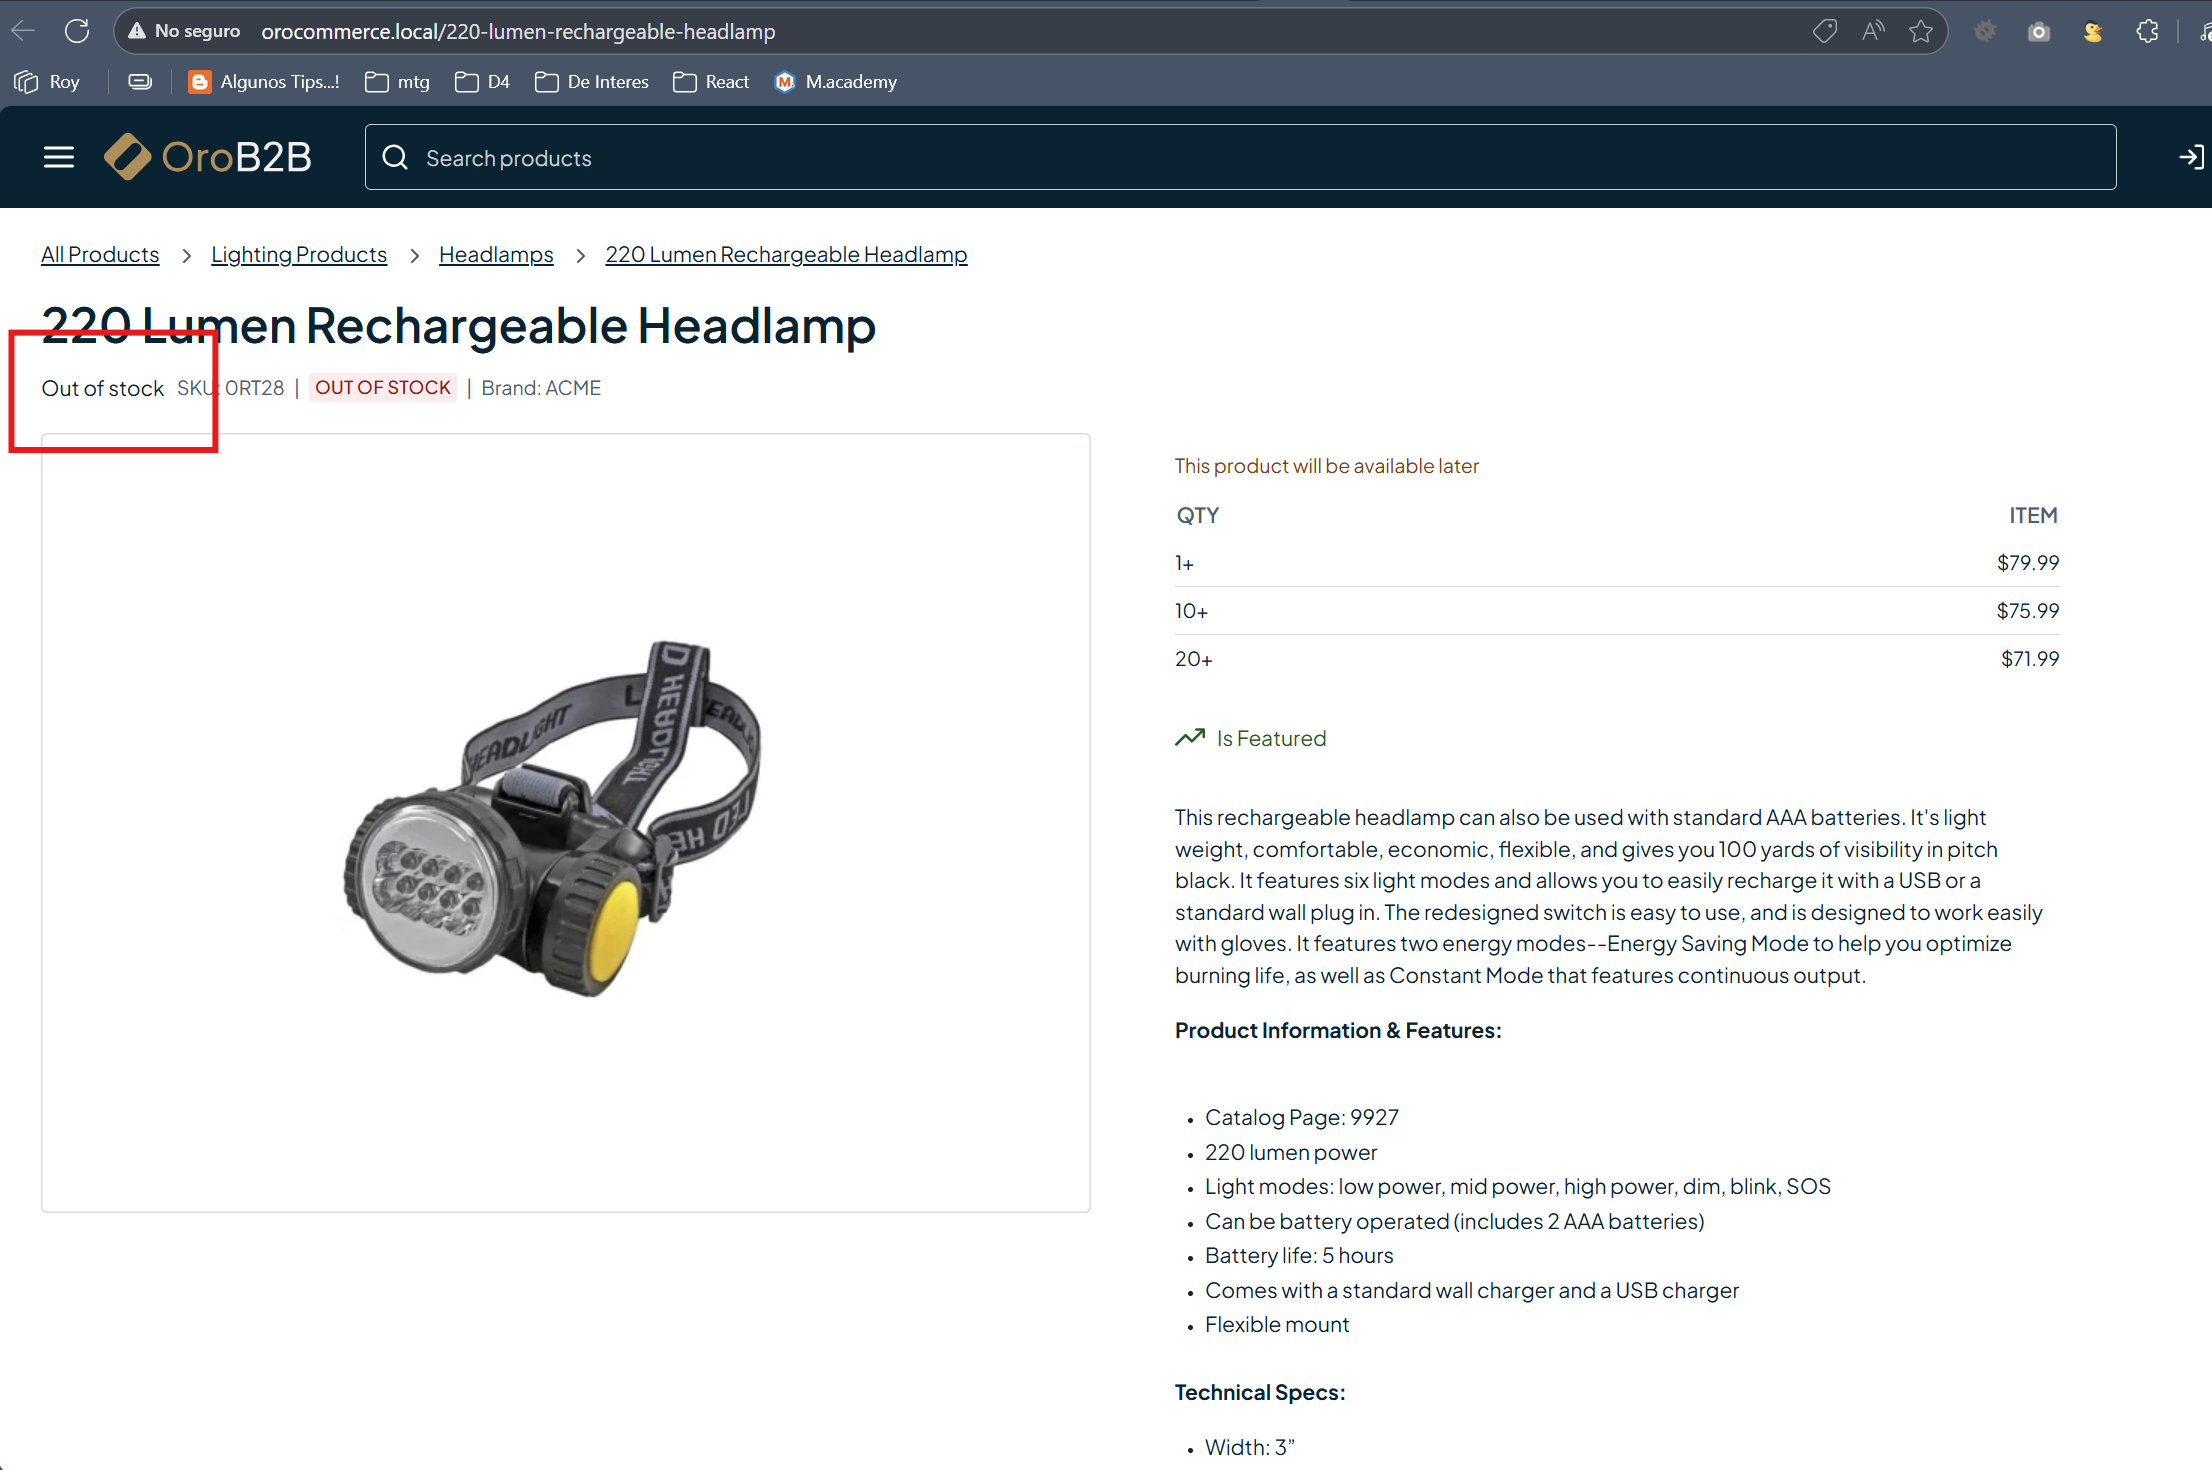 No seguro orocommerce.local/220-lumen-rechargeable-headlamp
Roy Algunos Tips...! mtg D4 De Interes React M.academy
OroB2B Search products
All Products > Lighting Products > Headlamps > 220 Lumen Rechargeable Headlamp
220 Lumen Rechargeable Headlamp
Out of stock SKU: 0RT28 | OUT OF STOCK | Brand: ACME
This product will be available later
QTY ITEM
1+ $79.99
10+ $75.99
20+ $71.99
Is Featured
This rechargeable headlamp can also be used with standard AAA batteries. It's light
weight, comfortable, economic, flexible, and gives you 100 yards of visibility in pitch
black. It features six light modes and allows you to easily recharge it with a USB or a
standard wall plug in. The redesigned switch is easy to use, and is designed to work easily
with gloves. It features two energy modes--Energy Saving Mode to help you optimize
burning life, as well as Constant Mode that features continuous output.
Product Information & Features:
• Catalog Page: 9927
• 220 lumen power
• Light modes: low power, mid power, high power, dim, blink, SOS
• Can be battery operated (includes 2 AAA batteries)
• Battery life: 5 hours
• Comes with a standard wall charger and a USB charger
• Flexible mount
Technical Specs:
• Width: 3”
HEADLIGHT
HEADLIGHT